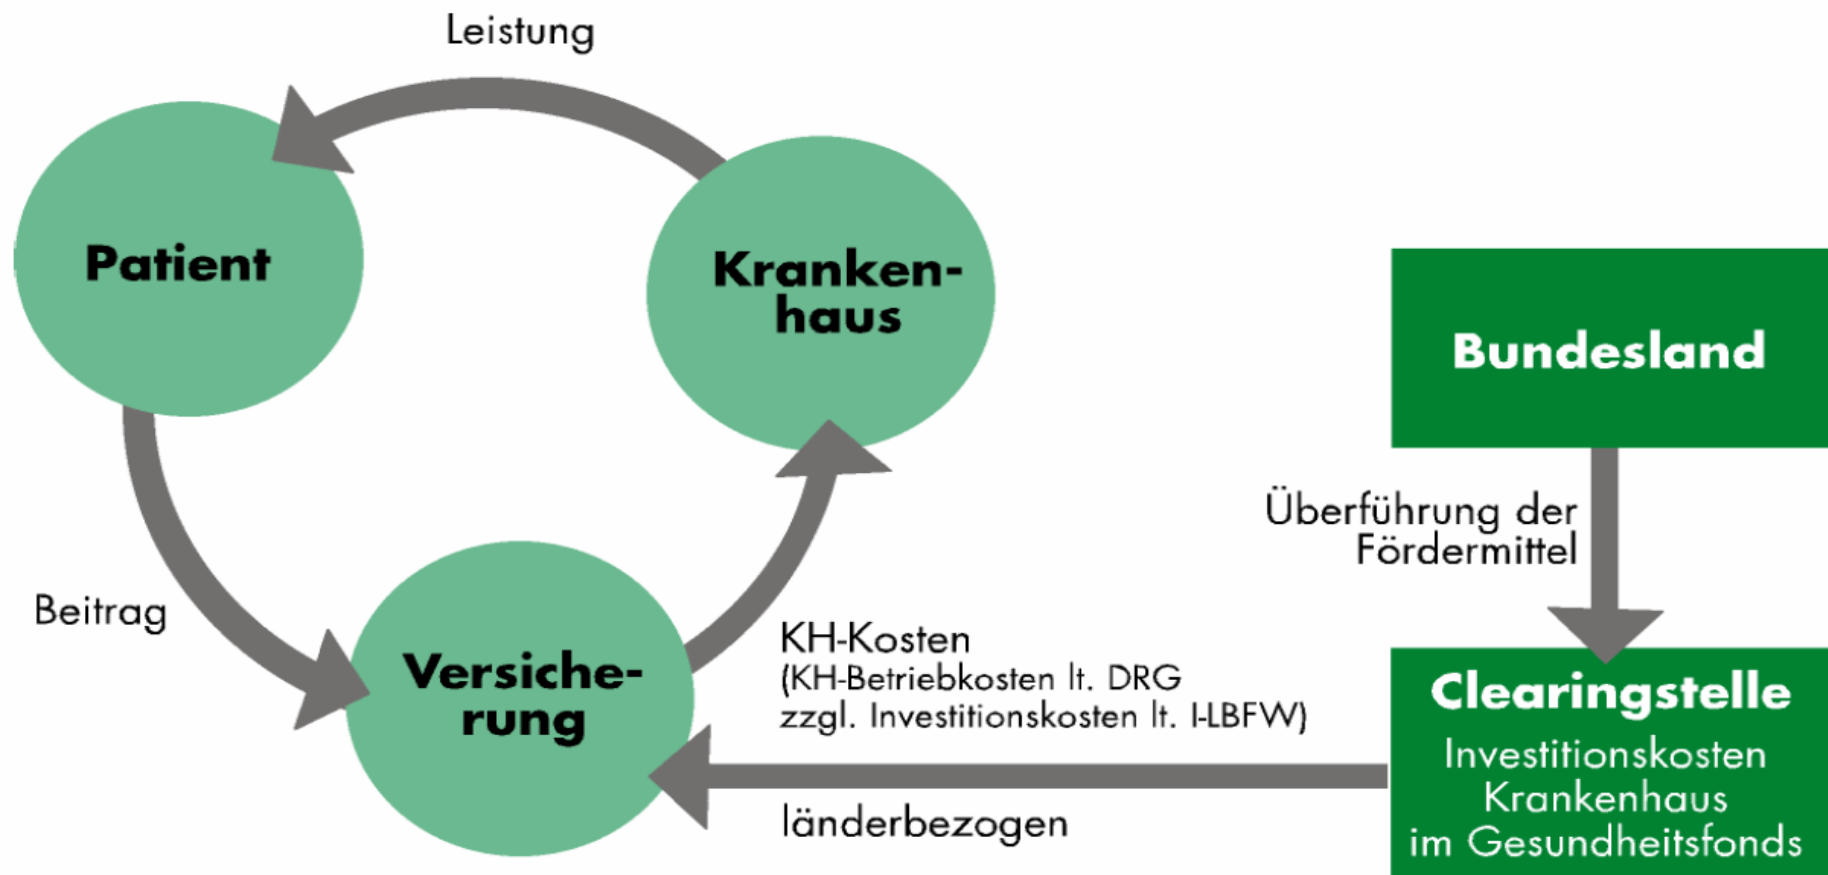 Leistung
Patient
Kranken-
haus
Bundesland
Überführung der
Fördermittel
Beitrag
Versiche-
rung
KH-Kosten
(KH-Betriebkosten lt. DRG
zzgl. Investitionskosten lt. I-LBFW)
länderbezogen
Clearingstelle
Investitionskosten
Krankenhaus
im Gesundheitsfonds